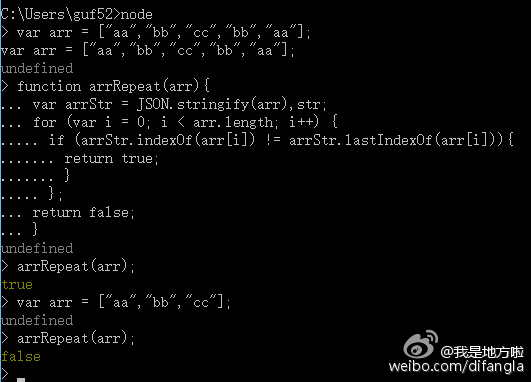 C:\Users\guf52>node
> var arr = ["aa","bb","cc","bb","aa"];
var arr = ["aa","bb","cc","bb","aa"];
undefined
> function arrRepeat(arr){
... var arrStr = JSON.stringify(arr),str;
... for (var i = 0; i < arr.length; i++) {
..... if (arrStr.indexOf(arr[i]) != arrStr.lastIndexOf(arr[i])){
....... return true;
....... }
..... };
... return false;
... }
undefined
> arrRepeat(arr);
true
> var arr = ["aa","bb","cc"];
undefined
> arrRepeat(arr);
false
>
@我是地方啦
weibo.com/difangla